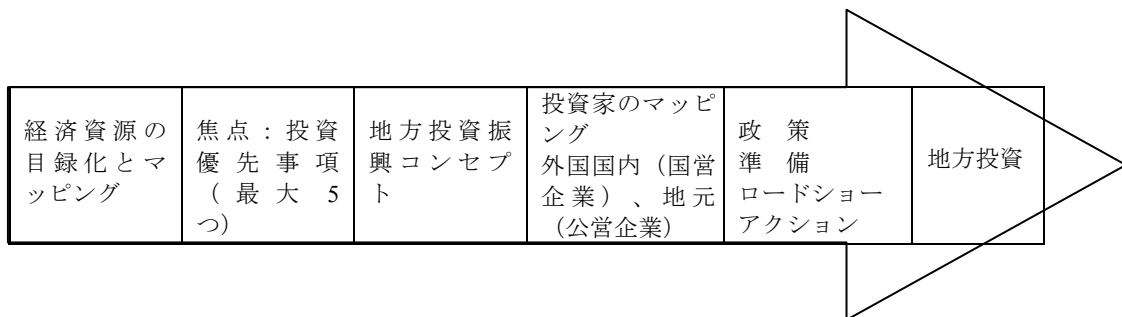 経済資源の
目録化とマ
ッピング
焦点：投資
優先事項
（最大5
つ）
地方投資振
興コンセプ
ト
投資家のマッピ
ング
外国国内（国営
企業）、地元
（公営企業）
政策
準備
ロードショー
アクション
地方投資